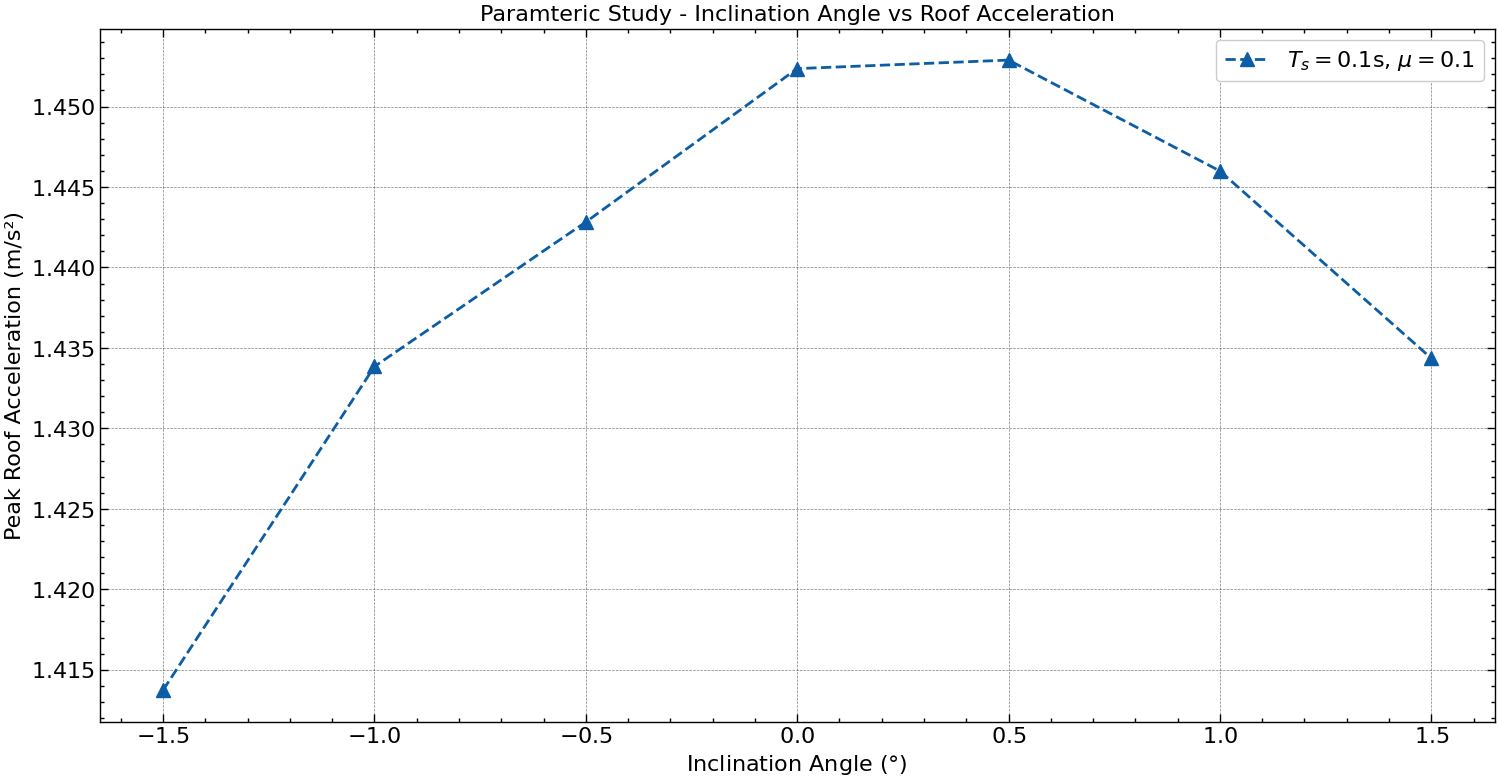 Paramteric Study - Inclination Angle vs Roof Acceleration
T_s = 0.1s, μ = 0.1
Peak Roof Acceleration (m/s²)
1.450
1.445
1.440
1.435
1.430
1.425
1.420
1.415
−1.5 −1.0 −0.5 0.0 0.5 1.0 1.5
Inclination Angle (°)